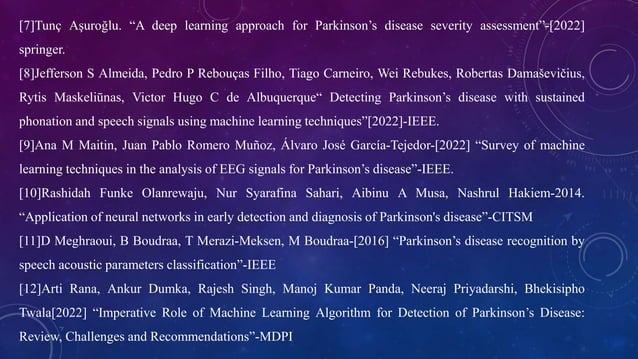 [7]Tunç Aşuroğlu. “A deep learning approach for Parkinson’s disease severity assessment”-[2022]
springer.
[8]Jefferson S Almeida, Pedro P Rebouças Filho, Tiago Carneiro, Wei Rebukes, Robertas Damaševičius,
Rytis Maskeliūnas, Victor Hugo C de Albuquerque“ Detecting Parkinson’s disease with sustained
phonation and speech signals using machine learning techniques”[2022]-IEEE.
[9]Ana M Maitin, Juan Pablo Romero Muñoz, Álvaro José García-Tejedor-[2022] “Survey of machine
learning techniques in the analysis of EEG signals for Parkinson’s disease”-IEEE.
[10]Rashidah Funke Olanrewaju, Nur Syarafina Sahari, Aibinu A Musa, Nashrul Hakiem-2014.
“Application of neural networks in early detection and diagnosis of Parkinson's disease”-CITSM
[11]D Meghraoui, B Boudraa, T Merazi-Meksen, M Boudraa-[2016] “Parkinson’s disease recognition by
speech acoustic parameters classification”-IEEE
[12]Arti Rana, Ankur Dumka, Rajesh Singh, Manoj Kumar Panda, Neeraj Priyadarshi, Bhekisipho
Twala[2022] “Imperative Role of Machine Learning Algorithm for Detection of Parkinson’s Disease:
Review, Challenges and Recommendations”-MDPI